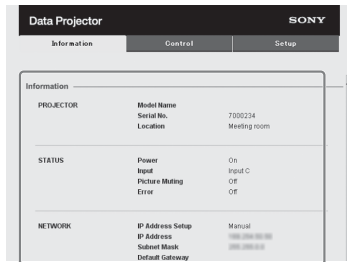 Data Projector SONY
Information Control Setup
Information
PROJECTOR Model Name
Serial No. 7000234
Location Meeting room
STATUS Power On
Input Input C
Picture Muting Off
Error Off
NETWORK IP Address Setup Manual
IP Address
Subnet Mask
Default Gateway